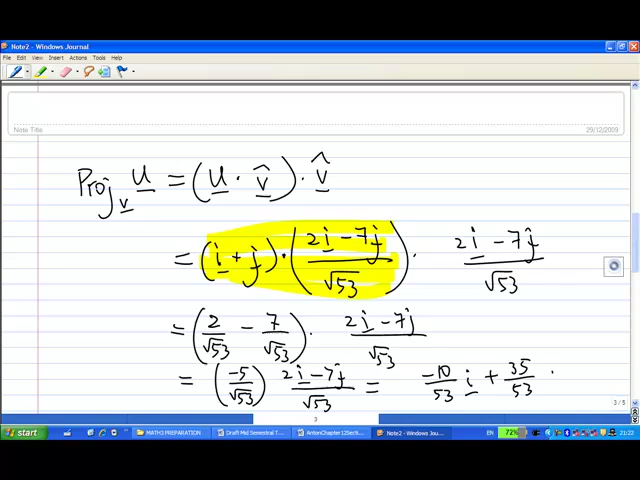 Note2 - Windows Journal
File Edit View Insert Actions Tools Help
Note Title
29/12/2009
Proj_v u = (u · v̂) · v̂
= (i + j) · (2i - 7j / √53) · 2i - 7j / √53
= (2/√53 - 7/√53) · 2i - 7j / √53
= (-5/√53) 2i - 7j / √53 = -10/53 i + 35/53 .
3 / 5
3
start
MATH3 PREPARATION
Draft Mid Semestral T...
AntonChapter12Secti...
Note2 - Windows Jour...
EN
72%
21:22